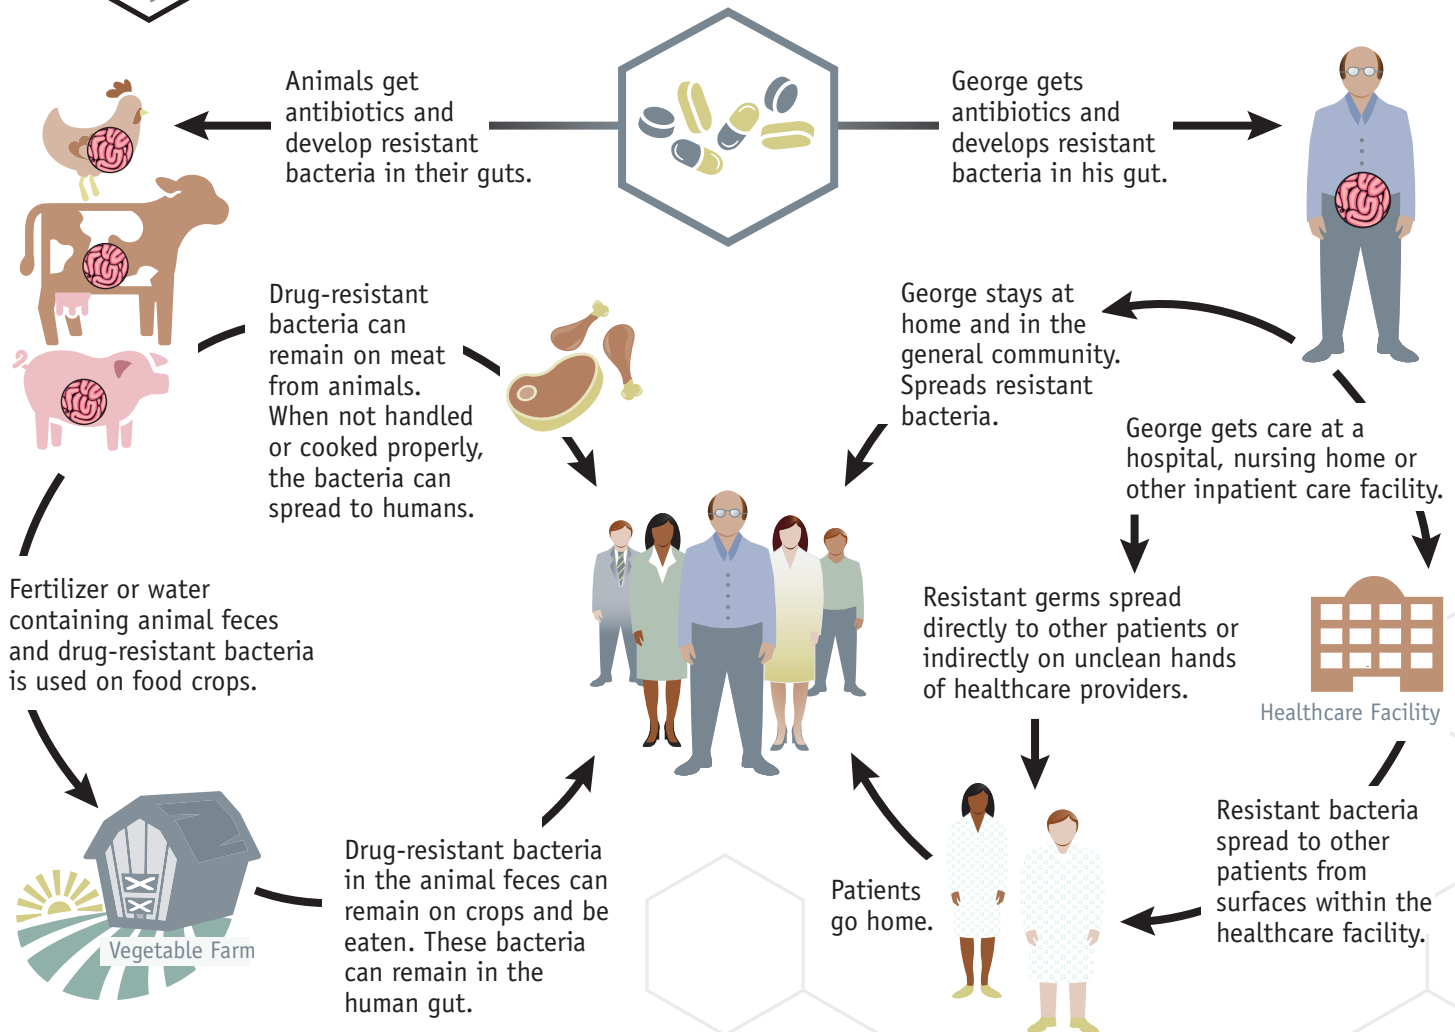 Animals get
antibiotics and
develop resistant
bacteria in their guts.
George gets
antibiotics and
develops resistant
bacteria in his gut.
Drug-resistant
bacteria can
remain on meat
from animals.
When not handled
or cooked properly,
the bacteria can
spread to humans.
George stays at
home and in the
general community.
Spreads resistant
bacteria.
George gets care at a
hospital, nursing home or
other inpatient care facility.
Fertilizer or water
containing animal feces
and drug-resistant bacteria
is used on food crops.
Resistant germs spread
directly to other patients or
indirectly on unclean hands
of healthcare providers.
Healthcare Facility
Vegetable Farm
Drug-resistant bacteria
in the animal feces can
remain on crops and be
eaten. These bacteria
can remain in the
human gut.
Patients
go home.
Resistant bacteria
spread to other
patients from
surfaces within the
healthcare facility.